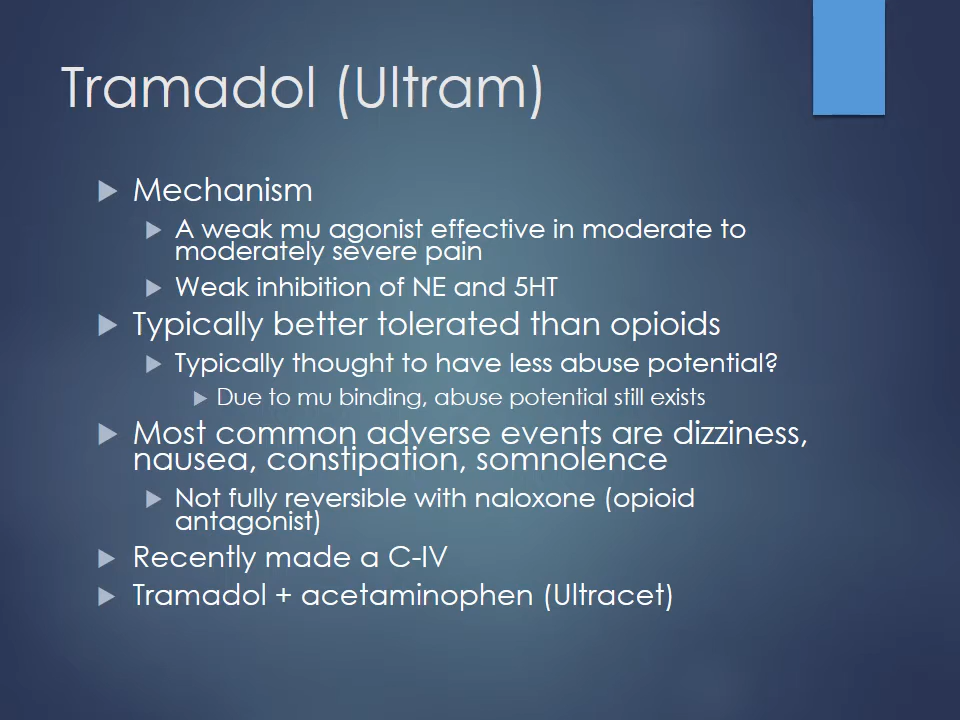 Tramadol (Ultram)
Mechanism
A weak mu agonist effective in moderate to
moderately severe pain
Weak inhibition of NE and 5HT
Typically better tolerated than opioids
Typically thought to have less abuse potential?
Due to mu binding, abuse potential still exists
Most common adverse events are dizziness,
nausea, constipation, somnolence
Not fully reversible with naloxone (opioid
antagonist)
Recently made a C-IV
Tramadol + acetaminophen (Ultracet)